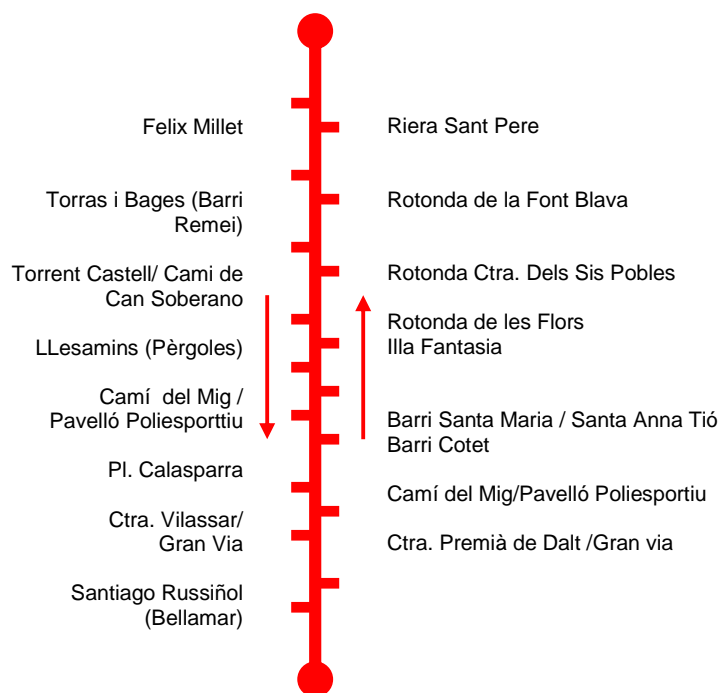 Felix Millet
Torras i Bages (Barri
Remei)
Torrent Castell/ Cami de
Can Soberano
LLesamins (Pèrgoles)
Camí  del Mig /
Pavelló Poliesporttiu
Pl. Calasparra
Ctra. Vilassar/
Gran Via
Santiago Russiñol
(Bellamar)
Riera Sant Pere
Rotonda de la Font Blava
Rotonda Ctra. Dels Sis Pobles
Rotonda de les Flors
Illa Fantasia
Barri Santa Maria / Santa Anna Tió
Barri Cotet
Camí del Mig/Pavelló Poliesportiu
Ctra. Premià de Dalt /Gran via